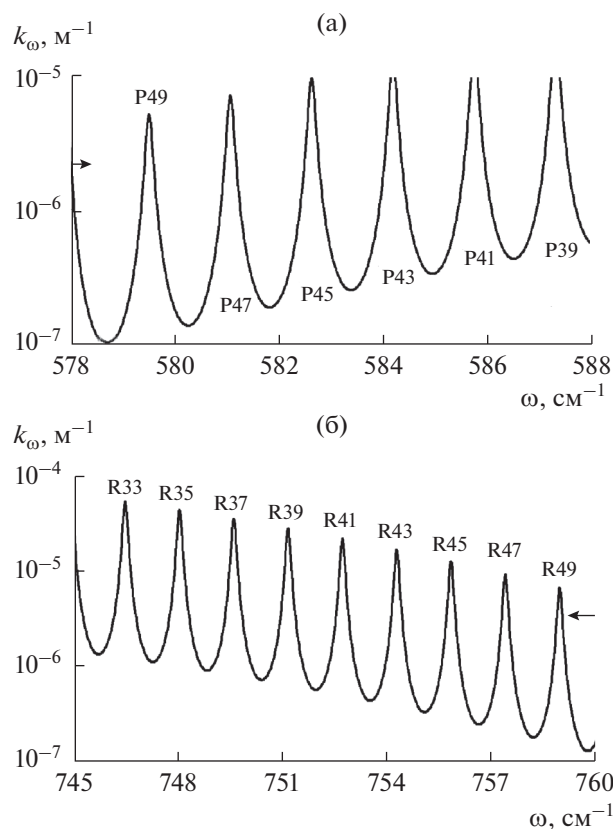 (а)
kω, м⁻¹
10⁻⁵
P49
10⁻⁶
P47 P45 P43 P41 P39
10⁻⁷
578 580 582 584 586 588
ω, см⁻¹
(б)
kω, м⁻¹
10⁻⁴
R33 R35 R37 R39 R41 R43 R45 R47 R49
10⁻⁵
10⁻⁶
10⁻⁷
745 748 751 754 757 760
ω, см⁻¹